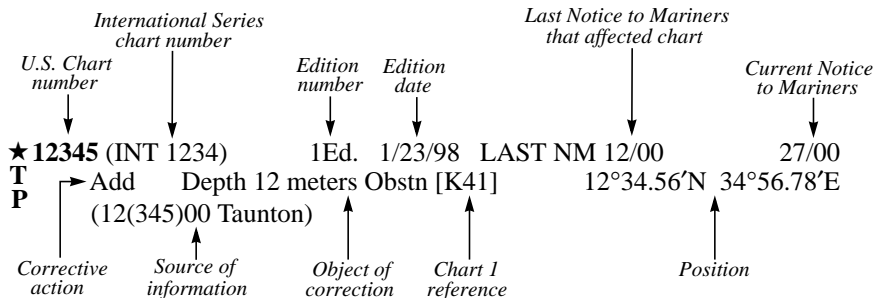 International Series
chart number
Last Notice to Mariners
that affected chart
U.S. Chart
number
Edition
number
Edition
date
Current Notice
to Mariners
★ 12345 (INT 1234) 1Ed. 1/23/98 LAST NM 12/00 27/00
T
P
Add Depth 12 meters Obstn [K41] 12°34.56′N 34°56.78′E
(12(345)00 Taunton)
Corrective
action
Source of
information
Object of
correction
Chart 1
reference
Position